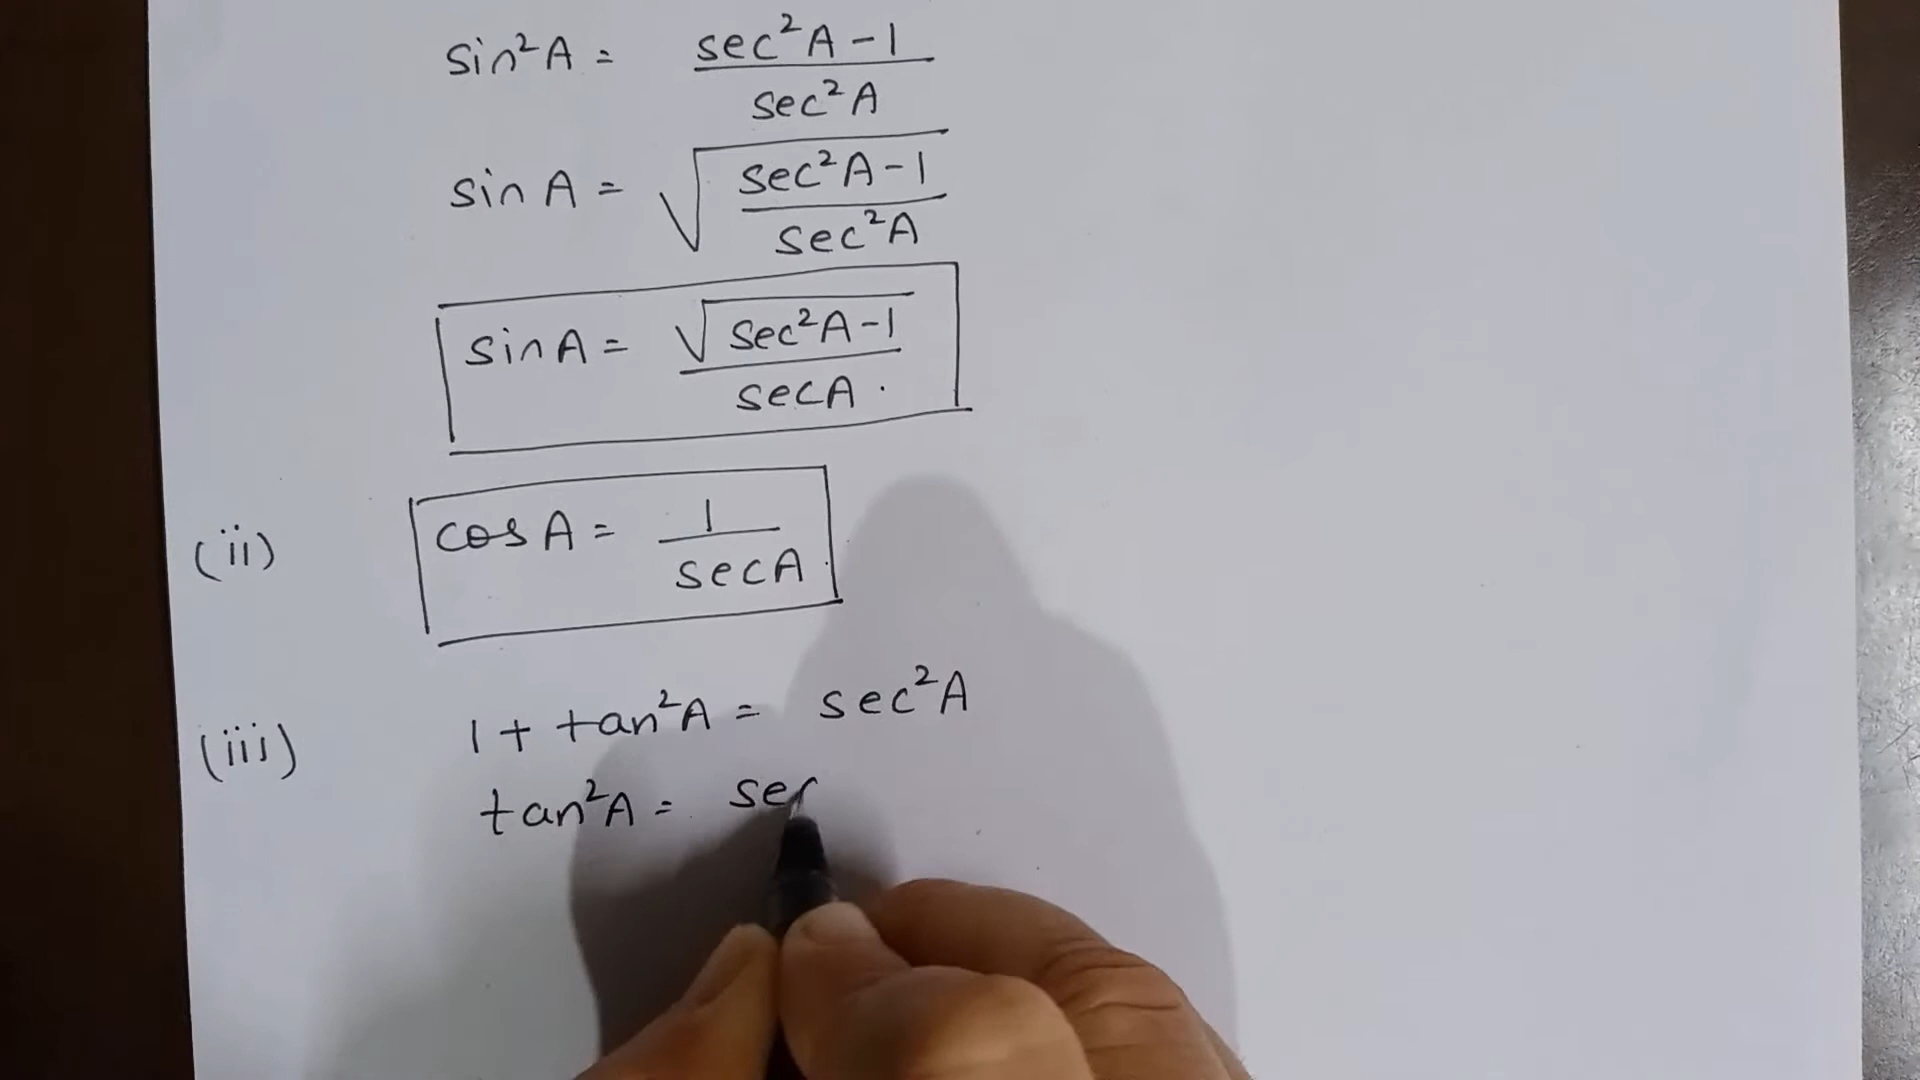 sin²A = sec²A - 1 / sec²A
sin A = √(sec²A - 1 / sec²A)
sin A = √(sec²A - 1) / sec A .
(ii) cos A = 1 / sec A .
(iii) 1 + tan²A = sec²A
tan²A = sec